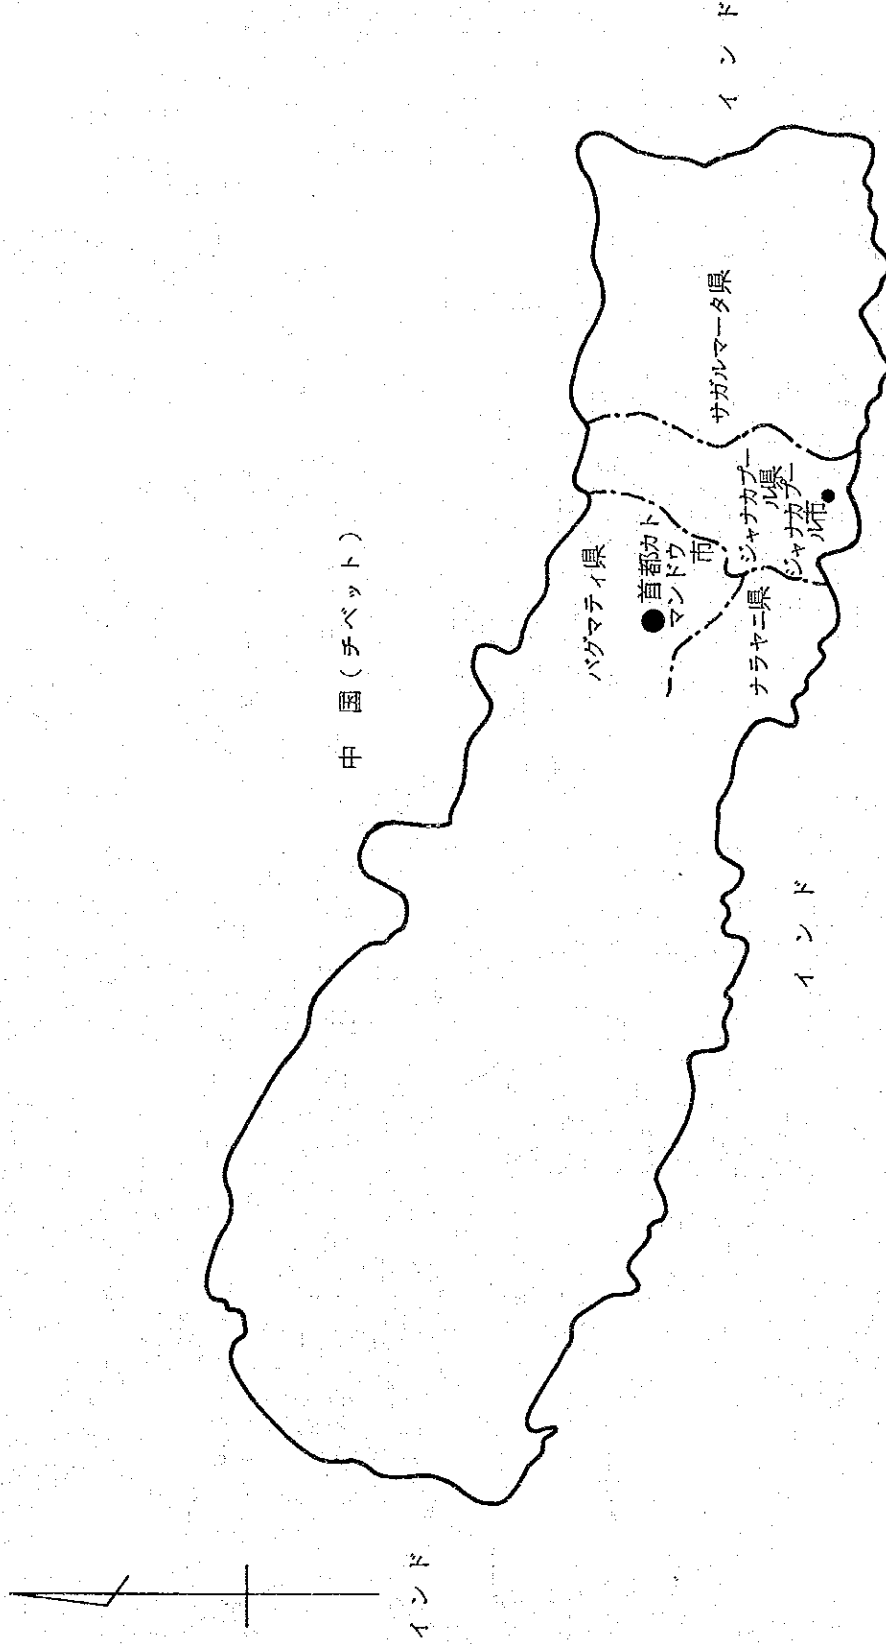 中国(チベット)
インド
インド
インド
バグマティ県
首都カト
マンドウ
市
サガルマータ県
ジャナカプー
ル県
ジャナカプー
ル市
ナラヤニ県